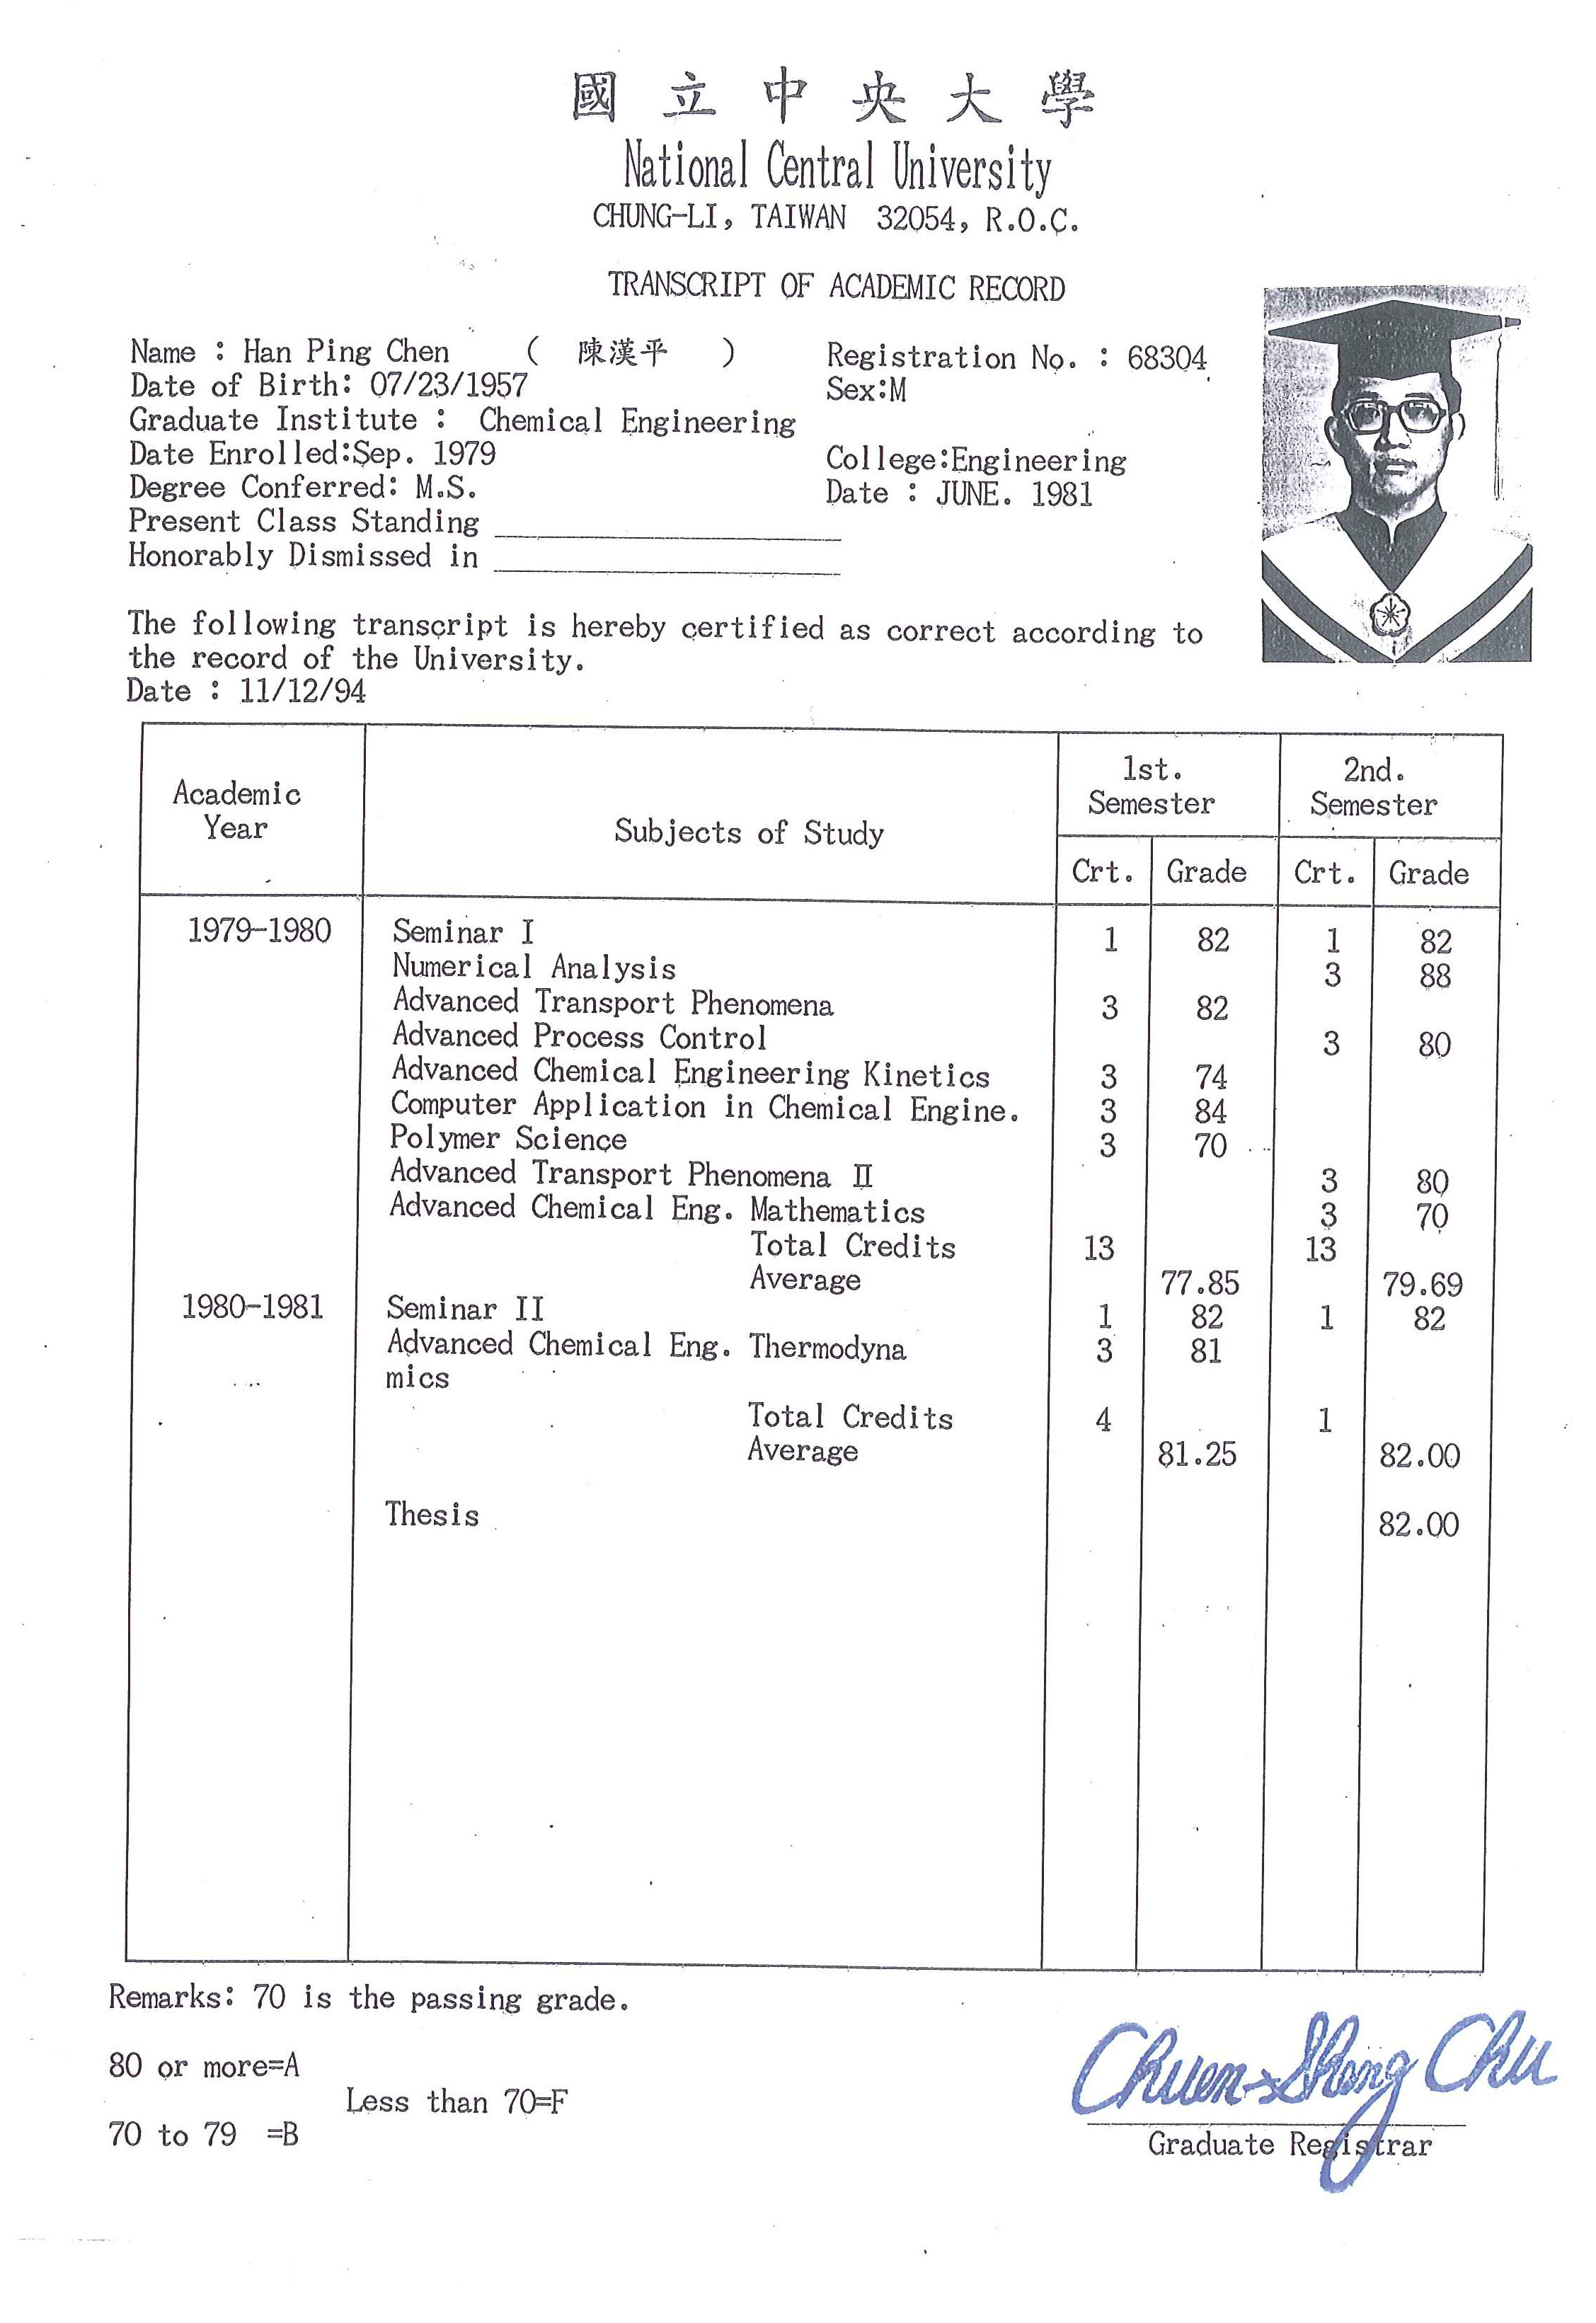 國立中央大學
National Central University
CHUNG-LI, TAIWAN 32054, R.O.C.
TRANSCRIPT OF ACADEMIC RECORD
Name : Han Ping Chen ( 陳漢平 ) Registration No. : 68304
Date of Birth: 07/23/1957 Sex:M
Graduate Institute : Chemical Engineering
Date Enrolled:Sep. 1979 College:Engineering
Degree Conferred: M.S. Date : JUNE. 1981
Present Class Standing
Honorably Dismissed in
The following transcript is hereby certified as correct according to
the record of the University.
Date : 11/12/94
Academic Year Subjects of Study 1st. Semester 2nd. Semester
Crt. Grade Crt. Grade
1979-1980 Seminar I 1 82 1 82
Numerical Analysis 3 88
Advanced Transport Phenomena 3 82
Advanced Process Control 3 80
Advanced Chemical Engineering Kinetics 3 74
Computer Application in Chemical Engine. 3 84
Polymer Science 3 70
Advanced Transport Phenomena II 3 80
Advanced Chemical Eng. Mathematics 3 70
Total Credits 13 13
Average 77.85 79.69
1980-1981 Seminar II 1 82 1 82
Advanced Chemical Eng. Thermodyna 3 81
mics
Total Credits 4 1
Average 81.25 82.00
Thesis 82.00
Remarks: 70 is the passing grade.
80 or more=A
Less than 70=F
70 to 79 =B
Chuen-Sheng Chu
Graduate Registrar